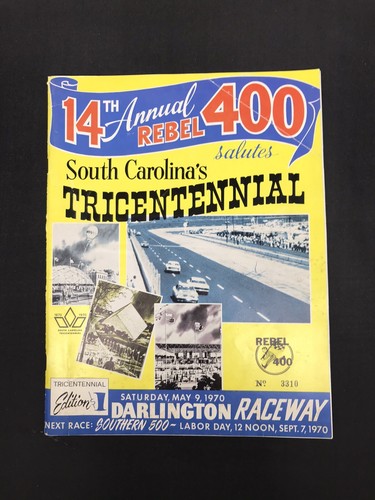 14TH Annual
REBEL 400
salutes
South Carolina's
TRICENTENNIAL
REBEL
400
No 3310
TRICENTENNIAL
Edition
SATURDAY, MAY 9, 1970
DARLINGTON RACEWAY
NEXT RACE: SOUTHERN 500~ LABOR DAY, 12 NOON, SEPT. 7, 1970